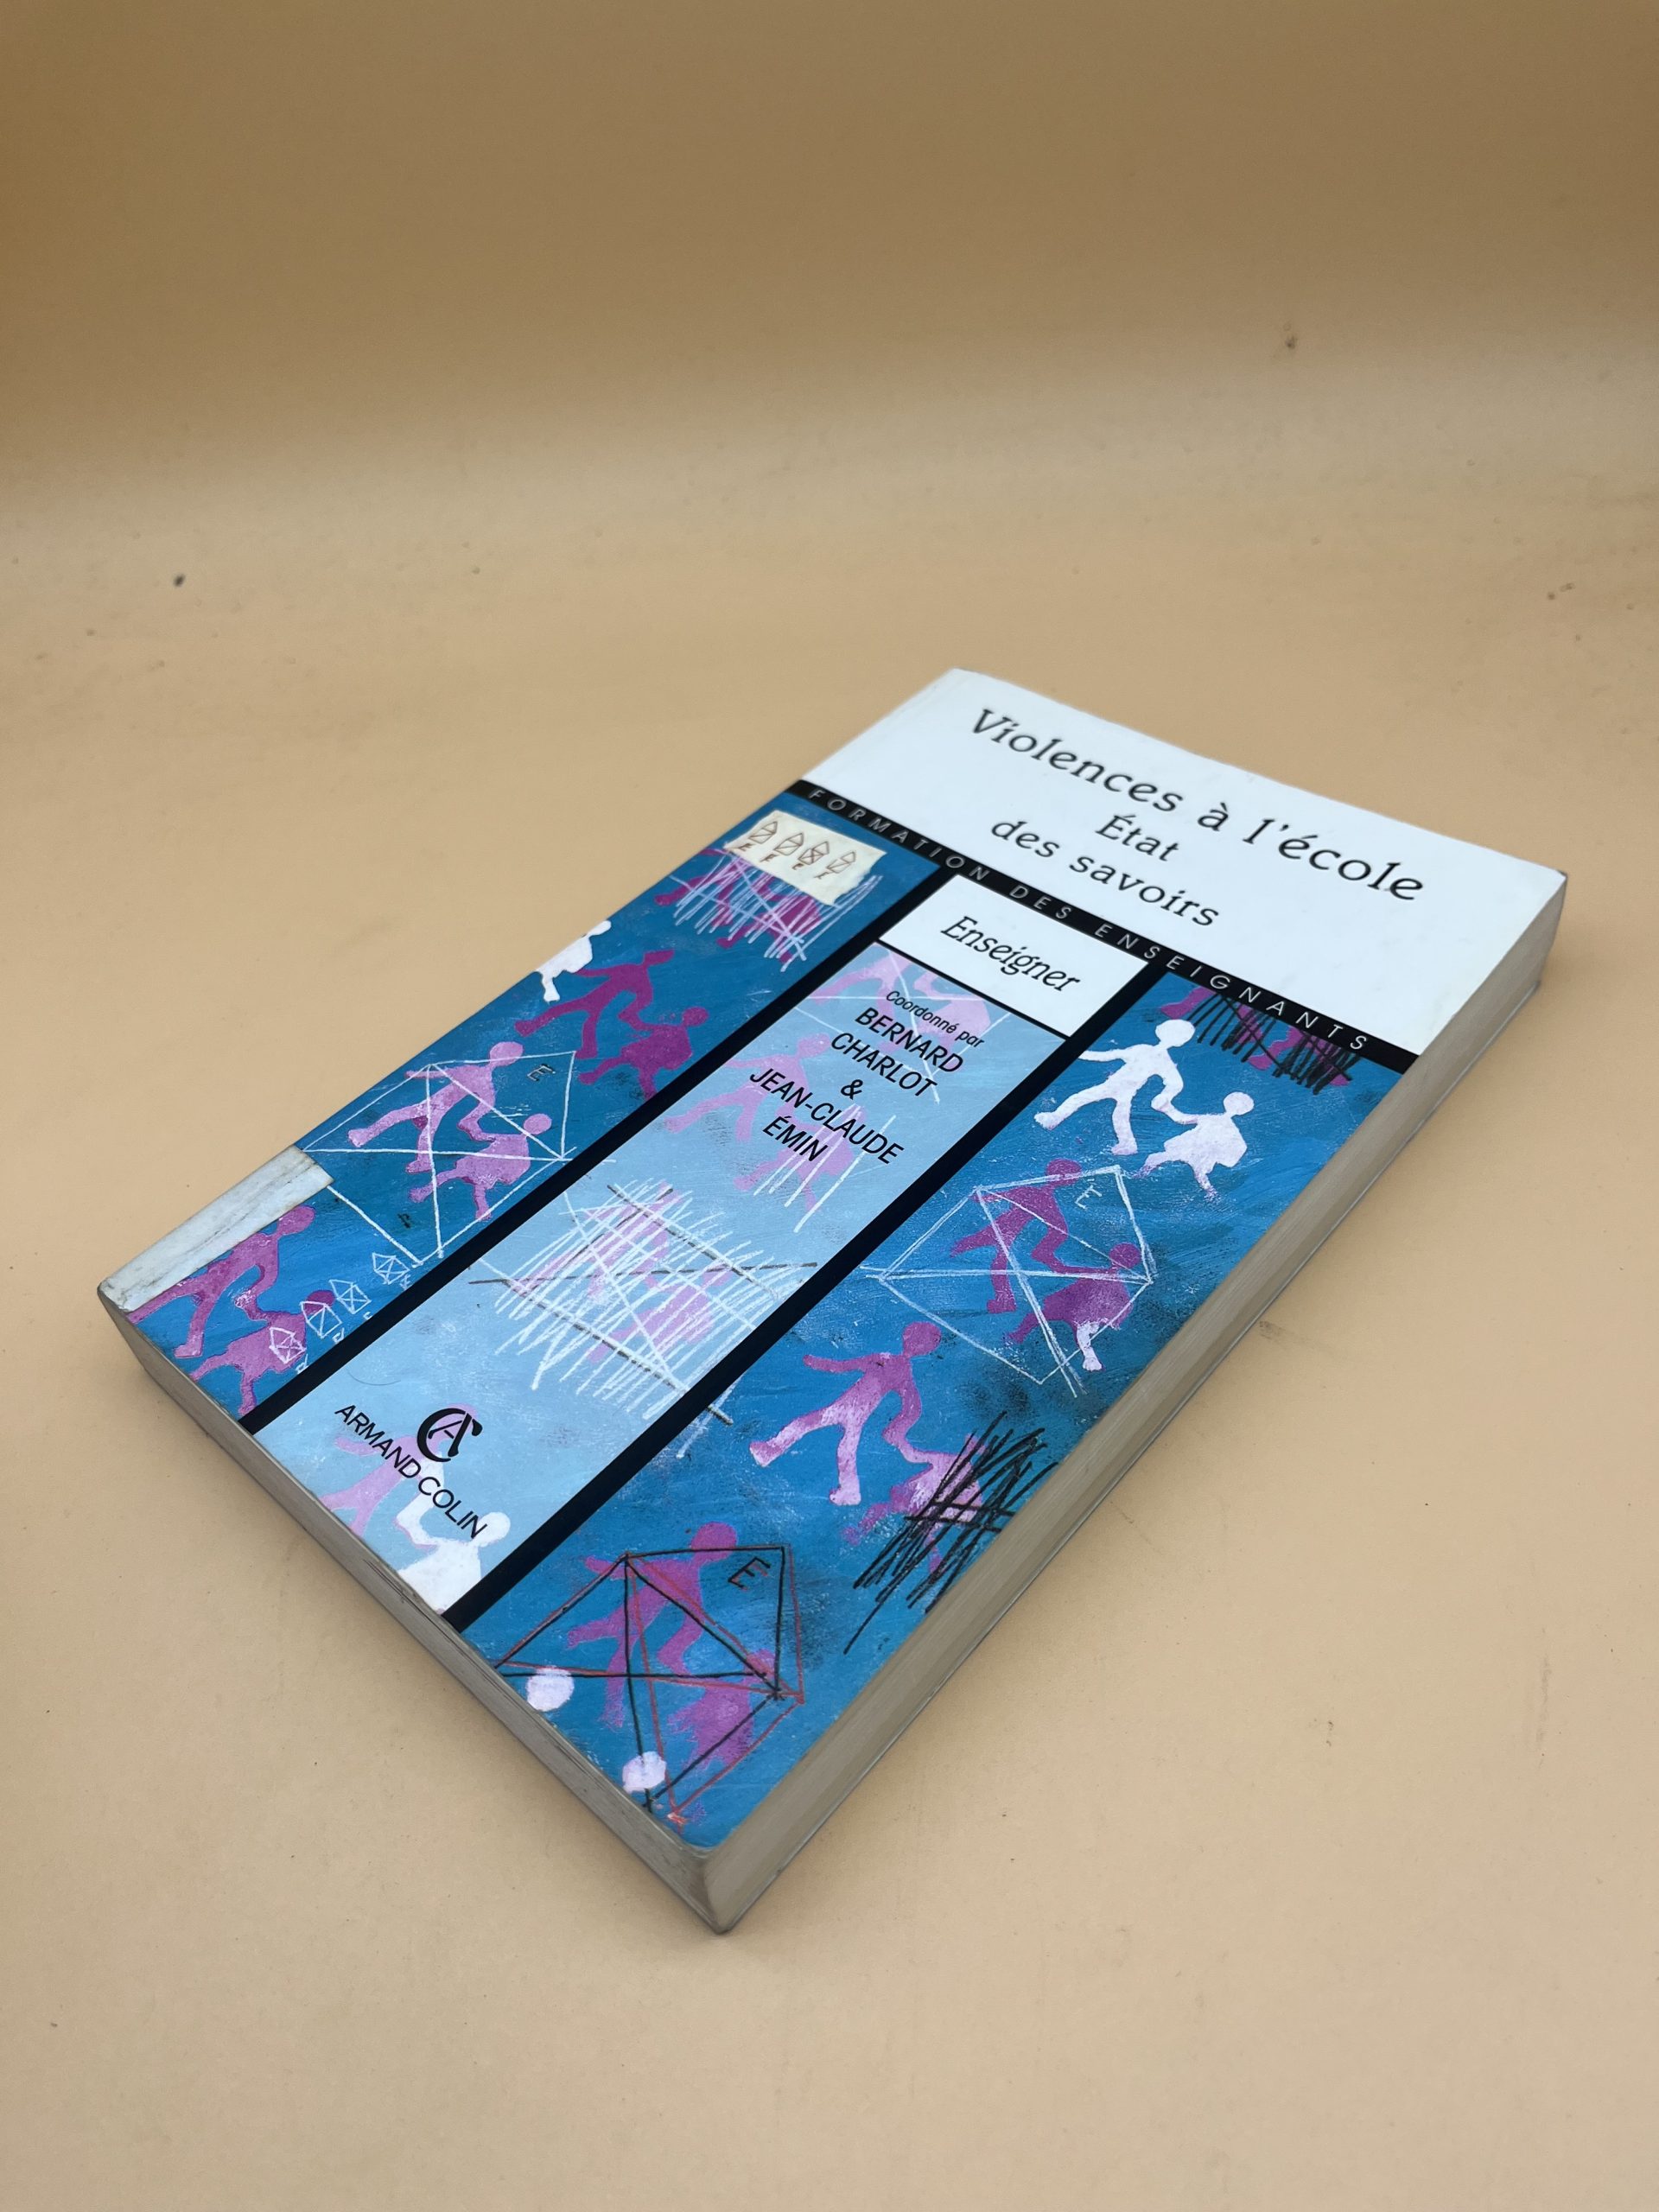 Violences à l'école
État
des savoirs
FORMATION DES ENSEIGNANTS
Enseigner
Coordonné par
BERNARD
CHARLOT
&
JEAN-CLAUDE
ÉMIN
ARMAND COLIN